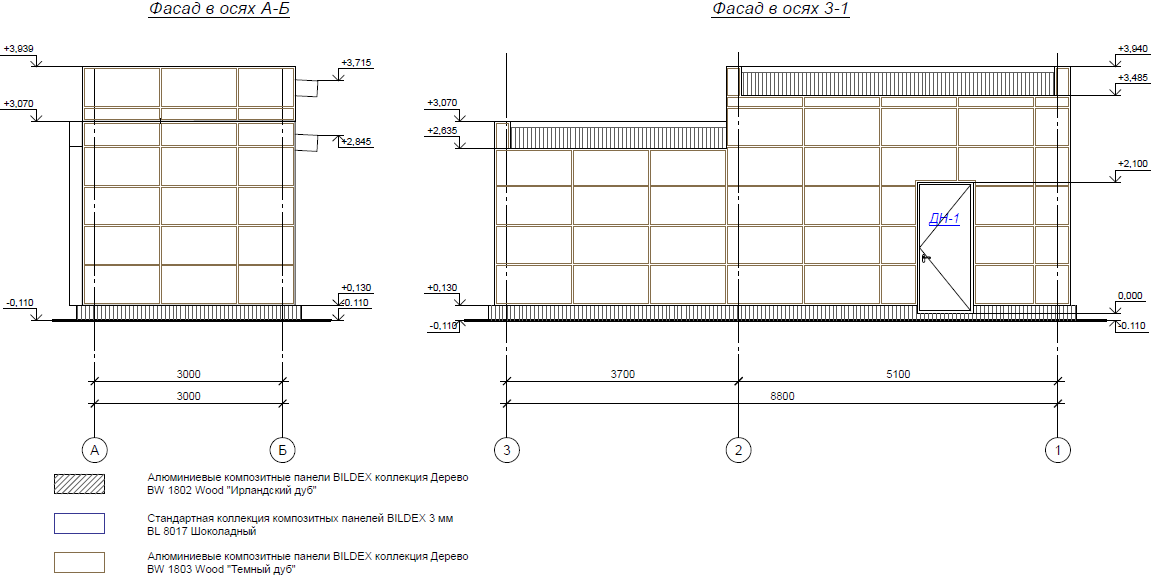 Фасад в осях А-Б
Фасад в осях 3-1
+3,939
+3,715
+3,070
+2,845
+0,130
-0,110
-0.110
+3,940
+3,485
+3,070
+2,635
+2,100
ДН-1
+0,130
0,000
-0,110
-0.110
3000
3000
3700
5100
8800
А
Б
3
2
1
Алюминиевые композитные панели BILDEX коллекция Дерево
BW 1802 Wood "Ирландский дуб"
Стандартная коллекция композитных панелей BILDEX 3 мм
BL 8017 Шоколадный
Алюминиевые композитные панели BILDEX коллекция Дерево
BW 1803 Wood "Темный дуб"